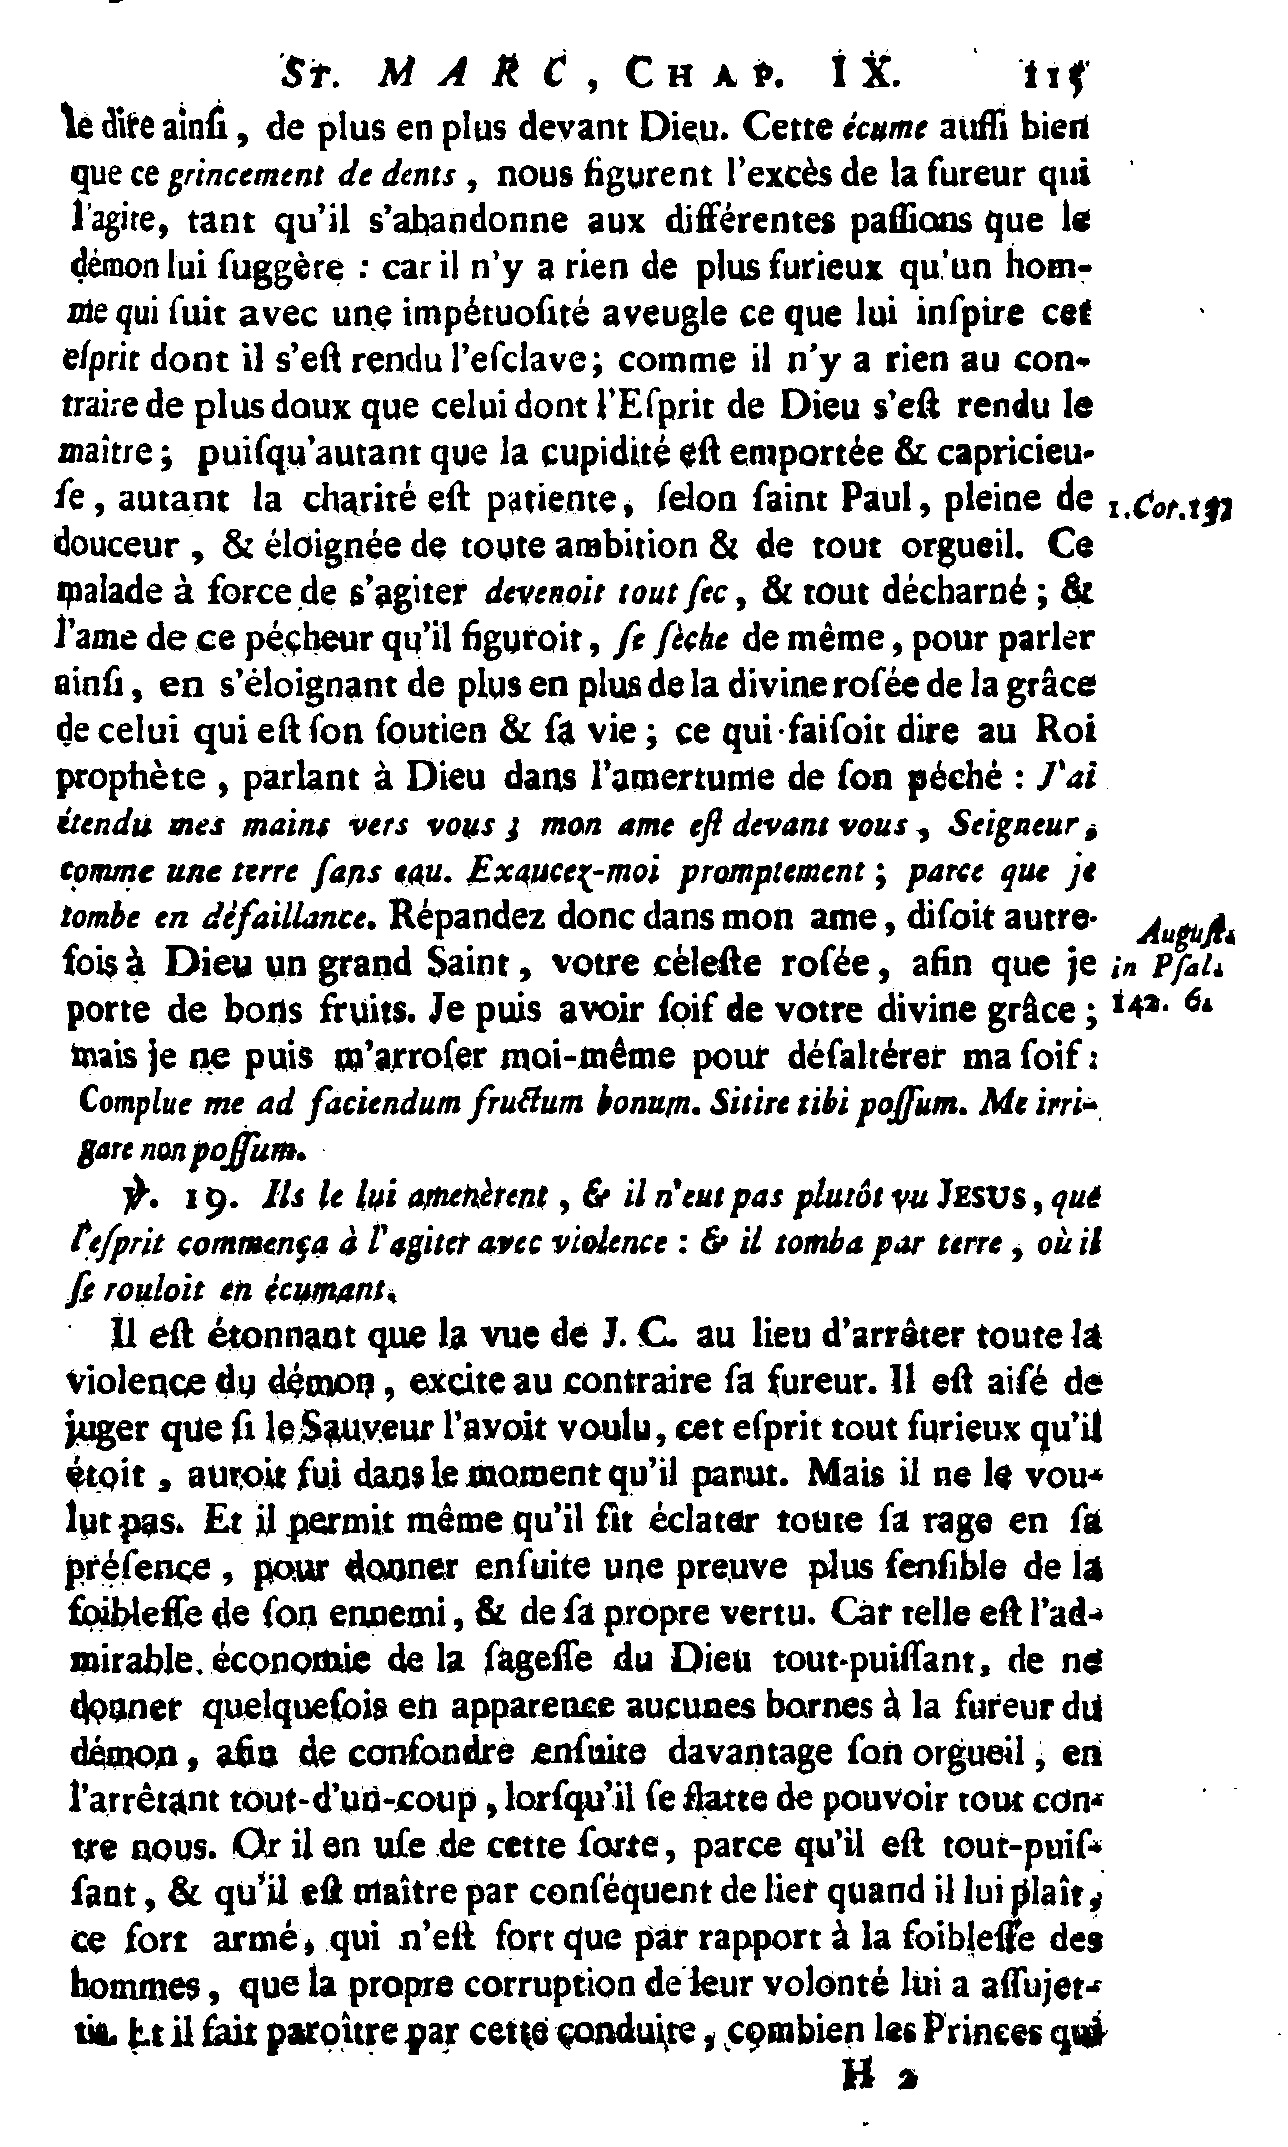 St. MARC, CHAP. IX. 115
le dire ainſi, de plus en plus devant Dieu. Cette écume auſſi bien
que ce grincement de dents, nous figurent l'excès de la fureur qui
l'agite, tant qu'il s'abandonne aux différentes paſſions que le
démon lui ſuggère : car il n'y a rien de plus furieux qu'un hom-
me qui ſuit avec une impétuoſité aveugle ce que lui inſpire cet
eſprit dont il s'eſt rendu l'eſclave; comme il n'y a rien au con-
traire de plus doux que celui dont l'Eſprit de Dieu s'eſt rendu le
maître; puiſqu'autant que la cupidité eſt emportée & capricieu-
ſe, autant la charité eſt patiente, ſelon ſaint Paul, pleine de
1. Cor. 13
douceur, & éloignée de toute ambition & de tout orgueil. Ce
malade à force de s'agiter devenoit tout ſec, & tout décharné; &
l'ame de ce pécheur qu'il figuroit, ſe ſèche de même, pour parler
ainſi, en s'éloignant de plus en plus de la divine roſée de la grâce
de celui qui eſt ſon ſoutien & ſa vie; ce qui faiſoit dire au Roi
prophète, parlant à Dieu dans l'amertume de ſon péché : J'ai
étendu mes mains vers vous; mon ame eſt devant vous, Seigneur,
comme une terre ſans eau. Exaucez-moi promptement; parce que je
tombe en défaillance. Répandez donc dans mon ame, diſoit autre-
fois à Dieu un grand Saint, votre céleſte roſée, afin que je
Auguſt.
in Pſal.
142. 6.
porte de bons fruits. Je puis avoir ſoif de votre divine grâce;
mais je ne puis m'arroſer moi-même pour déſaltérer ma ſoif :
Complue me ad faciendum fructum bonum. Sitire tibi poſſum. Me irri-
gare non poſſum.
℣. 19. Ils le lui amenèrent, & il n'eut pas plutôt vu JESUS, que
l'eſprit commença à l'agiter avec violence : & il tomba par terre, où il
ſe rouloit en écumant.
Il eſt étonnant que la vue de J. C. au lieu d'arrêter toute la
violence du démon, excite au contraire ſa fureur. Il eſt aiſé de
juger que ſi le Sauveur l'avoit voulu, cet eſprit tout furieux qu'il
étoit, auroit fui dans le moment qu'il parut. Mais il ne le vou-
lut pas. Et il permit même qu'il fît éclater toute ſa rage en ſa
préſence, pour donner enſuite une preuve plus ſenſible de la
foibleſſe de ſon ennemi, & de ſa propre vertu. Car telle eſt l'ad-
mirable économie de la ſageſſe du Dieu tout-puiſſant, de ne
donner quelquefois en apparence aucunes bornes à la fureur du
démon, afin de confondre enſuite davantage ſon orgueil, en
l'arrêtant tout-d'un-coup, lorſqu'il ſe flatte de pouvoir tout con-
tre nous. Or il en uſe de cette ſorte, parce qu'il eſt tout-puiſ-
ſant, & qu'il eſt maître par conſéquent de lier quand il lui plaît,
ce fort armé, qui n'eſt fort que par rapport à la foibleſſe des
hommes, que la propre corruption de leur volonté lui a aſſujet-
tis. Et il fait paroître par cette conduite, combien les Princes qui
H 2